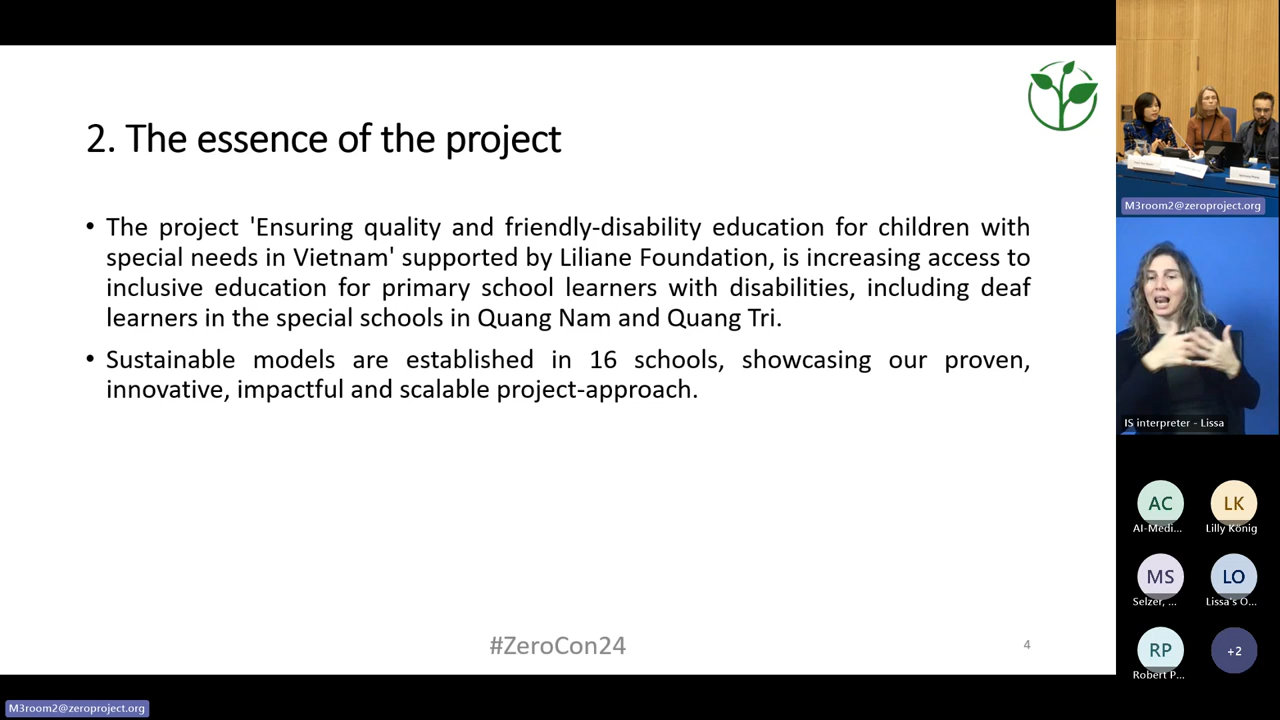 2. The essence of the project
• The project 'Ensuring quality and friendly-disability education for children with
special needs in Vietnam' supported by Liliane Foundation, is increasing access to
inclusive education for primary school learners with disabilities, including deaf
learners in the special schools in Quang Nam and Quang Tri.
• Sustainable models are established in 16 schools, showcasing our proven,
innovative, impactful and scalable project-approach.
#ZeroCon24
4
M3room2@zeroproject.org
M3room2@zeroproject.org
IS interpreter - Lissa
AC
LK
AI-Medi...
Lilly König
MS
LO
Selzer, ...
Lissa's O...
RP
+2
Robert P...